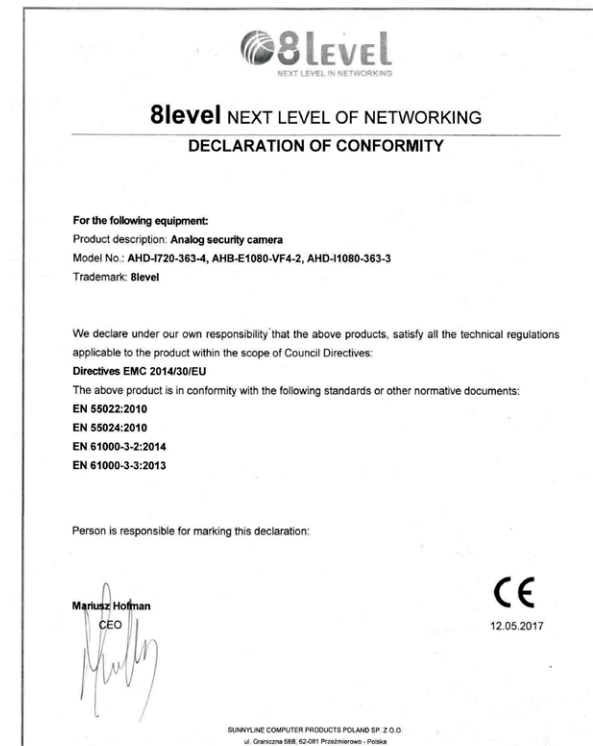 8LEVEL
NEXT LEVEL IN NETWORKING
8level NEXT LEVEL OF NETWORKING
DECLARATION OF CONFORMITY
For the following equipment:
Product description: Analog security camera
Model No.: AHD-I720-363-4, AHB-E1080-VF4-2, AHD-I1080-363-3
Trademark: 8level
We declare under our own responsibility that the above products, satisfy all the technical regulations
applicable to the product within the scope of Council Directives:
Directives EMC 2014/30/EU
The above product is in conformity with the following standards or other normative documents:
EN 55022:2010
EN 55024:2010
EN 61000-3-2:2014
EN 61000-3-3:2013
Person is responsible for marking this declaration:
Mariusz Hofman
CEO
CE
12.05.2017
SUNNYLINE COMPUTER PRODUCTS POLAND SP. Z O.O.
ul. Graniczna 58B, 62-081 Przeźmierowo - Polska